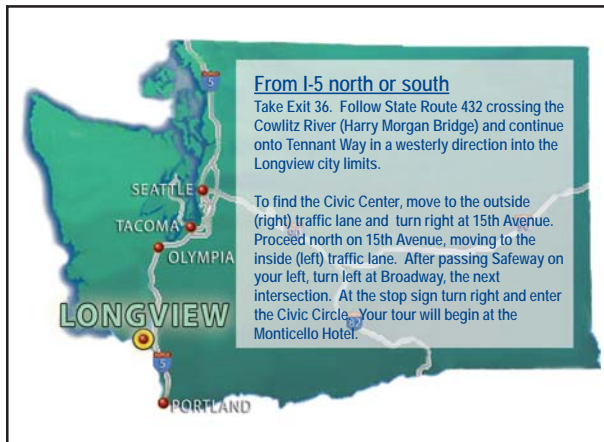 5
From I-5 north or south
Take Exit 36. Follow State Route 432 crossing the
Cowlitz River (Harry Morgan Bridge) and continue
onto Tennant Way in a westerly direction into the
Longview city limits.
To find the Civic Center, move to the outside
(right) traffic lane and turn right at 15th Avenue.
Proceed north on 15th Avenue, moving to the
inside (left) traffic lane. After passing Safeway on
your left, turn left at Broadway, the next
intersection. At the stop sign turn right and enter
the Civic Circle. Your tour will begin at the
Monticello Hotel.
SEATTLE
TACOMA
OLYMPIA
90
90
82
LONGVIEW
5
PORTLAND